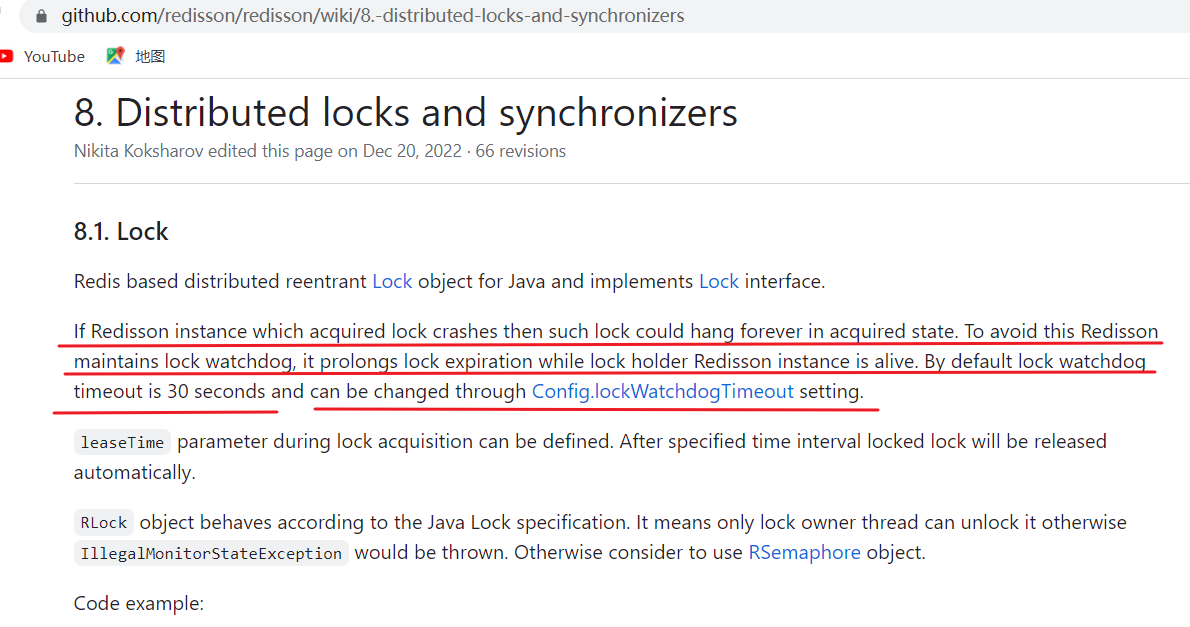 github.com/redisson/redisson/wiki/8.-distributed-locks-and-synchronizers
YouTube 地图
8. Distributed locks and synchronizers
Nikita Koksharov edited this page on Dec 20, 2022 · 66 revisions
8.1. Lock
Redis based distributed reentrant Lock object for Java and implements Lock interface.
If Redisson instance which acquired lock crashes then such lock could hang forever in acquired state. To avoid this Redisson
maintains lock watchdog, it prolongs lock expiration while lock holder Redisson instance is alive. By default lock watchdog
timeout is 30 seconds and can be changed through Config.lockWatchdogTimeout setting.
leaseTime parameter during lock acquisition can be defined. After specified time interval locked lock will be released
automatically.
RLock object behaves according to the Java Lock specification. It means only lock owner thread can unlock it otherwise
IllegalMonitorStateException would be thrown. Otherwise consider to use RSemaphore object.
Code example: